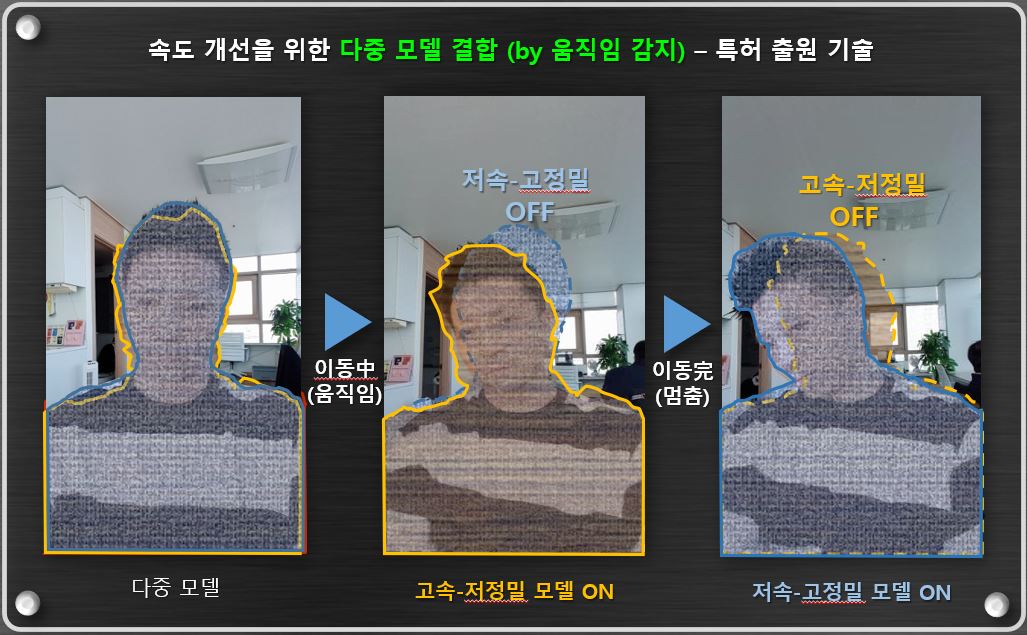 속도 개선을 위한 다중 모델 결합 (by 움직임 감지) – 특허 출원 기술
저속-고정밀
OFF
고속-저정밀
OFF
이동中
(움직임)
이동完
(멈춤)
다중 모델
고속-저정밀 모델 ON
저속-고정밀 모델 ON